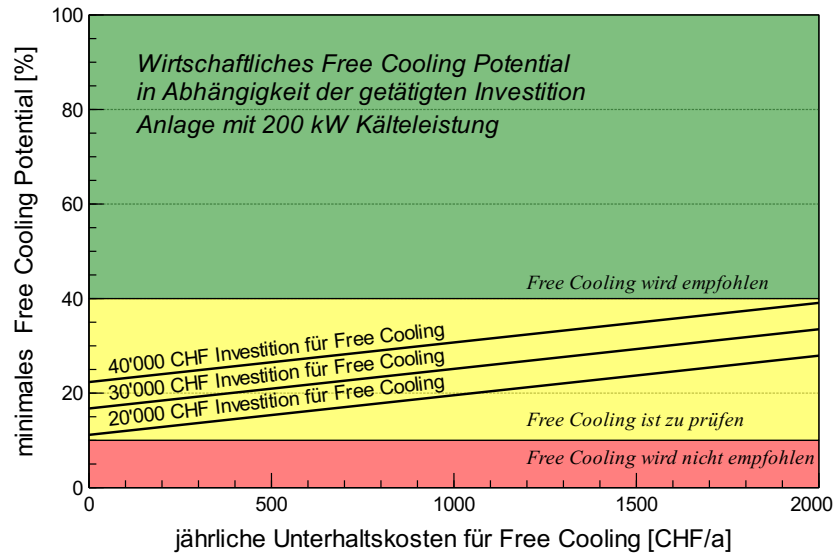 Wirtschaftliches Free Cooling Potential
in Abhängigkeit der getätigten Investition
Anlage mit 200 kW Kälteleistung
minimales Free Cooling Potential [%]
100
80
60
40
20
0
Free Cooling wird empfohlen
40'000 CHF Investition für Free Cooling
30'000 CHF Investition für Free Cooling
20'000 CHF Investition für Free Cooling
Free Cooling ist zu prüfen
Free Cooling wird nicht empfohlen
0 500 1000 1500 2000
jährliche Unterhaltskosten für Free Cooling [CHF/a]